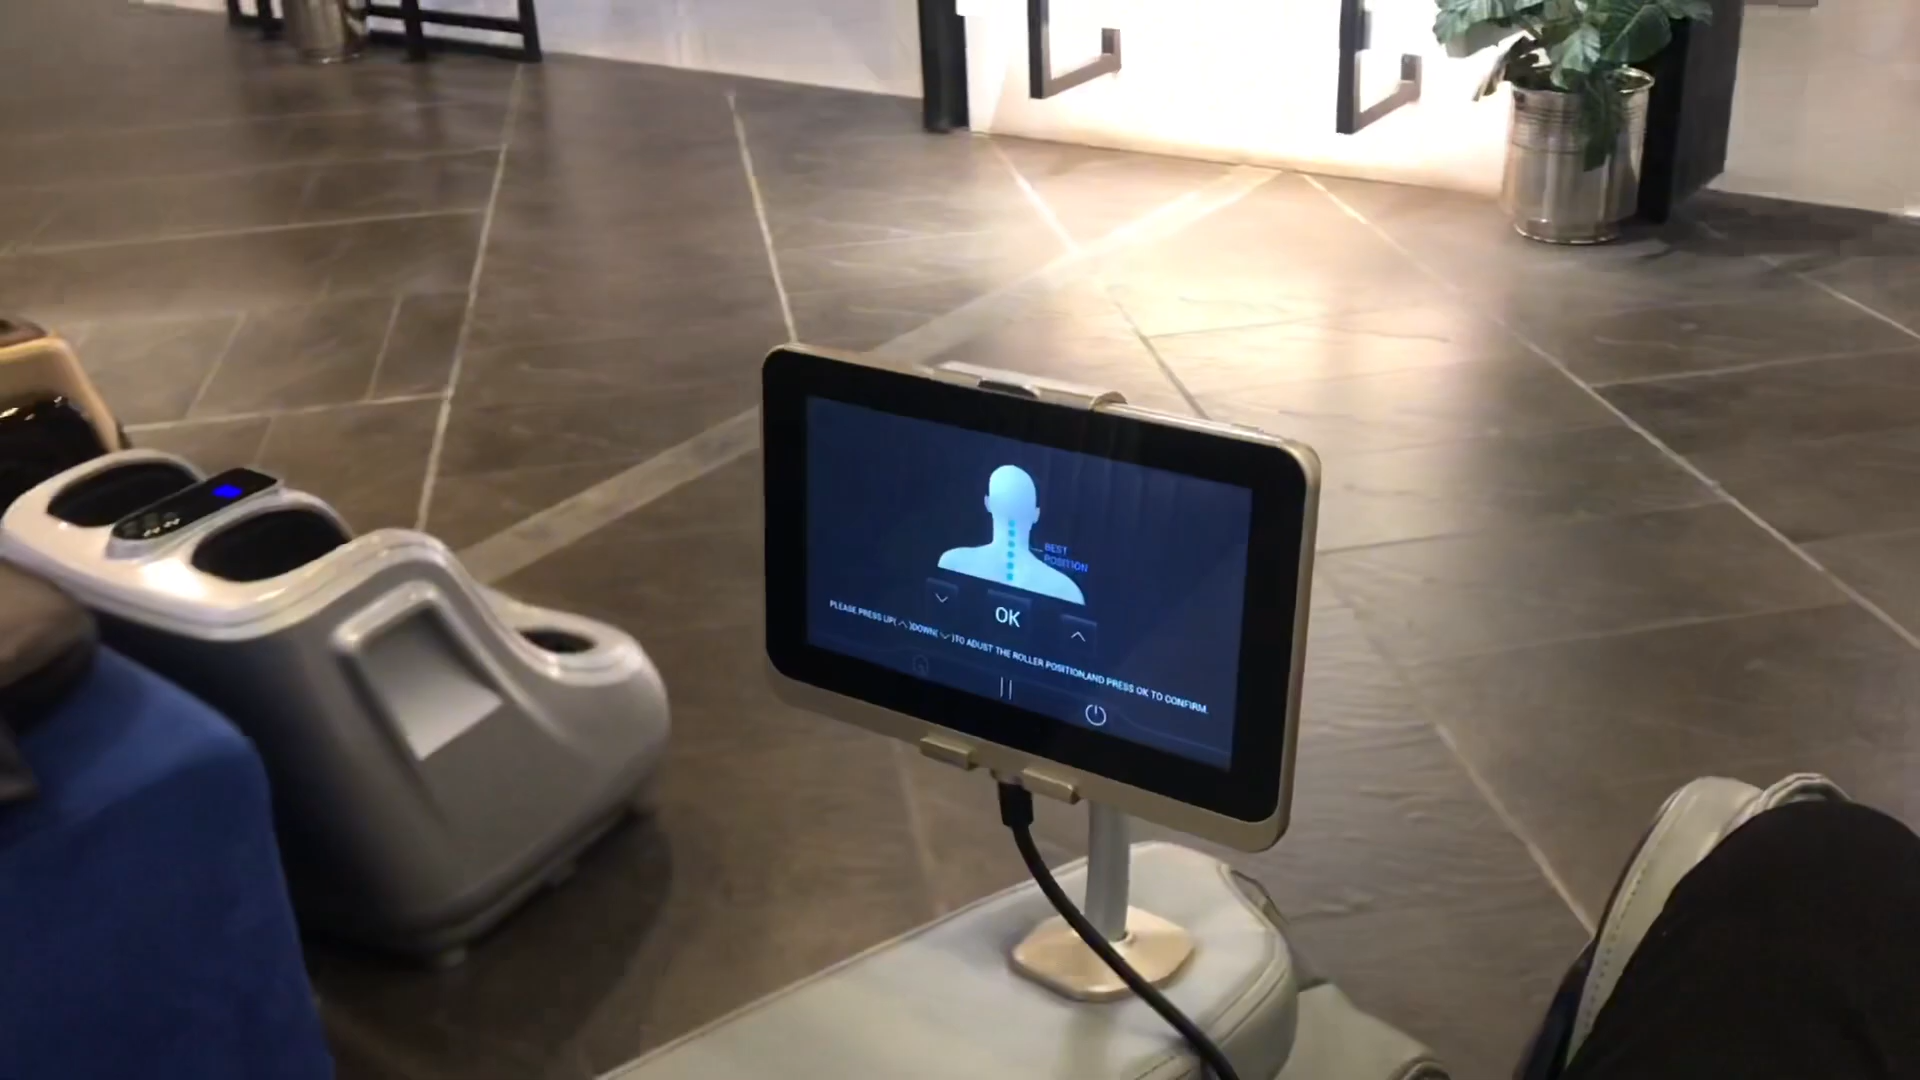 BEST
POSITION
OK
PLEASE PRESS UP( )DOWN( )TO ADJUST THE ROLLER POSITION,AND PRESS OK TO CONFIRM.